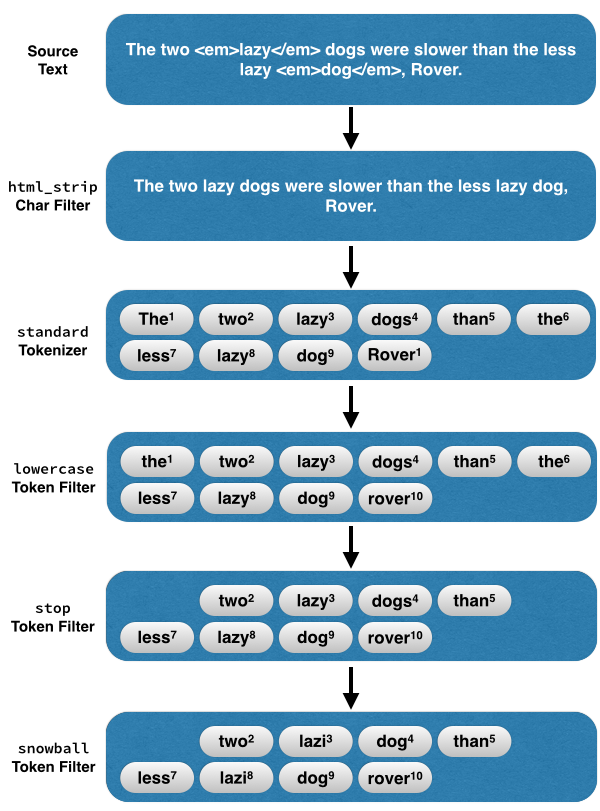 Source
Text
The two <em>lazy</em> dogs were slower than the less
lazy <em>dog</em>, Rover.
html_strip
Char Filter
The two lazy dogs were slower than the less lazy dog,
Rover.
standard
Tokenizer
The¹ two² lazy³ dogs⁴ than⁵ the⁶
less⁷ lazy⁸ dog⁹ Rover¹
lowercase
Token Filter
the¹ two² lazy³ dogs⁴ than⁵ the⁶
less⁷ lazy⁸ dog⁹ rover¹⁰
stop
Token Filter
two² lazy³ dogs⁴ than⁵
less⁷ lazy⁸ dog⁹ rover¹⁰
snowball
Token Filter
two² lazi³ dog⁴ than⁵
less⁷ lazi⁸ dog⁹ rover¹⁰